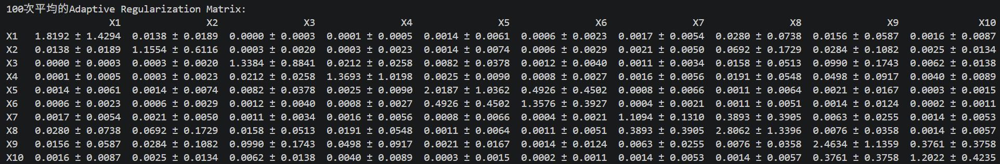 100次平均的Adaptive Regularization Matrix:
X1 X2 X3 X4 X5 X6 X7 X8 X9 X10
X1 1.8192 ± 1.4294 0.0138 ± 0.0189 0.0000 ± 0.0003 0.0001 ± 0.0005 0.0014 ± 0.0061 0.0006 ± 0.0023 0.0017 ± 0.0054 0.0280 ± 0.0738 0.0156 ± 0.0587 0.0016 ± 0.0087
X2 0.0138 ± 0.0189 1.1554 ± 0.6116 0.0003 ± 0.0020 0.0003 ± 0.0023 0.0014 ± 0.0074 0.0006 ± 0.0029 0.0021 ± 0.0050 0.0692 ± 0.1729 0.0284 ± 0.1082 0.0025 ± 0.0134
X3 0.0000 ± 0.0003 0.0003 ± 0.0020 1.3384 ± 0.8841 0.0212 ± 0.0258 0.0082 ± 0.0378 0.0012 ± 0.0040 0.0011 ± 0.0034 0.0158 ± 0.0513 0.0990 ± 0.1743 0.0062 ± 0.0138
X4 0.0001 ± 0.0005 0.0003 ± 0.0023 0.0212 ± 0.0258 1.3693 ± 1.0198 0.0025 ± 0.0090 0.0008 ± 0.0027 0.0016 ± 0.0056 0.0191 ± 0.0548 0.0498 ± 0.0917 0.0040 ± 0.0089
X5 0.0014 ± 0.0061 0.0014 ± 0.0074 0.0082 ± 0.0378 0.0025 ± 0.0090 2.0187 ± 1.0362 0.4926 ± 0.4502 0.0008 ± 0.0066 0.0011 ± 0.0064 0.0021 ± 0.0167 0.0003 ± 0.0015
X6 0.0006 ± 0.0023 0.0006 ± 0.0029 0.0012 ± 0.0040 0.0008 ± 0.0027 0.4926 ± 0.4502 1.3576 ± 0.3927 0.0004 ± 0.0021 0.0011 ± 0.0051 0.0014 ± 0.0124 0.0002 ± 0.0011
X7 0.0017 ± 0.0054 0.0021 ± 0.0050 0.0011 ± 0.0034 0.0016 ± 0.0056 0.0008 ± 0.0066 0.0004 ± 0.0021 1.1094 ± 0.1310 0.3893 ± 0.3905 0.0063 ± 0.0255 0.0014 ± 0.0053
X8 0.0280 ± 0.0738 0.0692 ± 0.1729 0.0158 ± 0.0513 0.0191 ± 0.0548 0.0011 ± 0.0064 0.0011 ± 0.0051 0.3893 ± 0.3905 2.8062 ± 1.3396 0.0076 ± 0.0358 0.0014 ± 0.0057
X9 0.0156 ± 0.0587 0.0284 ± 0.1082 0.0990 ± 0.1743 0.0498 ± 0.0917 0.0021 ± 0.0167 0.0014 ± 0.0124 0.0063 ± 0.0255 0.0076 ± 0.0358 2.4634 ± 1.1359 0.3761 ± 0.3758
X10 0.0016 ± 0.0087 0.0025 ± 0.0134 0.0062 ± 0.0138 0.0040 ± 0.0089 0.0003 ± 0.0015 0.0002 ± 0.0011 0.0014 ± 0.0053 0.0014 ± 0.0057 0.3761 ± 0.3758 1.2022 ± 0.4235